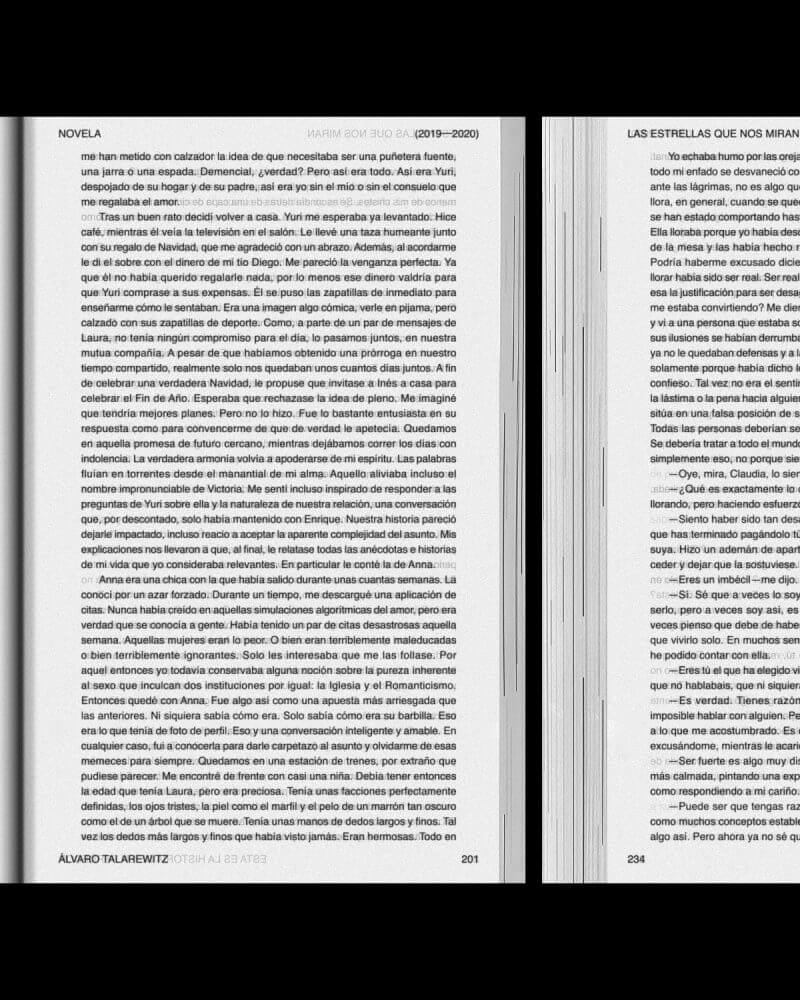 NOVELA
(2019—2020)
me han metido con calzador la idea de que necesitaba ser una puñetera fuente,
una jarra o una espada. Demencial, ¿verdad? Pero así era todo. Así era Yuri,
despojado de su hogar y de su padre, así era yo sin el mío o sin el consuelo que
me regalaba el amor.
Tras un buen rato decidí volver a casa. Yuri me esperaba ya levantado. Hice
café, mientras él veía la televisión en el salón. Le llevé una taza humeante junto
con su regalo de Navidad, que me agradeció con un abrazo. Además, al acordarme
le di el sobre con el dinero de mi tío Diego. Me pareció la venganza perfecta. Ya
que él no había querido regalarle nada, por lo menos ese dinero valdría para
que Yuri comprase a sus expensas. Él se puso las zapatillas de inmediato para
enseñarme cómo le sentaban. Era una imagen algo cómica, verle en pijama, pero
calzado con sus zapatillas de deporte. Como, a parte de un par de mensajes de
Laura, no tenía ningún compromiso para el día, lo pasamos juntos, en nuestra
mutua compañía. A pesar de que habíamos obtenido una prórroga en nuestro
tiempo compartido, realmente solo nos quedaban unos cuantos días juntos. A fin
de celebrar una verdadera Navidad, le propuse que invitase a Inés a casa para
celebrar el Fin de Año. Esperaba que rechazase la idea de pleno. Me imaginé
que tendría mejores planes. Pero no lo hizo. Fue lo bastante entusiasta en su
respuesta como para convencerme de que de verdad le apetecía. Quedamos
en aquella promesa de futuro cercano, mientras dejábamos correr los días con
indolencia. La verdadera armonía volvía a apoderarse de mi espíritu. Las palabras
fluían en torrentes desde el manantial de mi alma. Aquello aliviaba incluso el
nombre impronunciable de Victoria. Me sentí incluso inspirado de responder a las
preguntas de Yuri sobre ella y la naturaleza de nuestra relación, una conversación
que, por descontado, solo había mantenido con Enrique. Nuestra historia pareció
dejarle impactado, incluso reacio a aceptar la aparente complejidad del asunto. Mis
explicaciones nos llevaron a que, al final, le relatase todas las anécdotas e historias
de mi vida que yo consideraba relevantes. En particular le conté la de Anna.
Anna era una chica con la que había salido durante unas cuantas semanas. La
conocí por un azar forzado. Durante un tiempo, me descargué una aplicación de
citas. Nunca había creído en aquellas simulaciones algorítmicas del amor, pero era
verdad que se conocía a gente. Había tenido un par de citas desastrosas aquella
semana. Aquellas mujeres eran lo peor. O bien eran terriblemente maleducadas
o bien terriblemente ignorantes. Solo les interesaba que me las follase. Por
aquel entonces yo todavía conservaba alguna noción sobre la pureza inherente
al sexo que inculcan dos instituciones por igual: la Iglesia y el Romanticismo.
Entonces quedé con Anna. Fue algo así como una apuesta más arriesgada que
las anteriores. Ni siquiera sabía cómo era. Solo sabía cómo era su barbilla. Eso
era lo que tenía de foto de perfil. Eso y una conversación inteligente y amable. En
cualquier caso, fui a conocerla para darle carpetazo al asunto y olvidarme de esas
memeces para siempre. Quedamos en una estación de trenes, por extraño que
pudiese parecer. Me encontré de frente con casi una niña. Debía tener entonces
la edad que tenía Laura, pero era preciosa. Tenía unas facciones perfectamente
definidas, los ojos tristes, la piel como el marfil y el pelo de un marrón tan oscuro
como el de un árbol que se muere. Tenía unas manos de dedos largos y finos. Tal
vez los dedos más largos y finos que había visto jamás. Eran hermosas. Todo en
ÁLVARO TALAREWITZ
201
LAS ESTRELLAS QUE NOS MIRAN
Yo echaba humo por las oreja
todo mi enfado se desvaneció co
ante las lágrimas, no es algo qu
llora, en general, cuando se que
se han estado comportando has
Ella lloraba porque yo había desc
de la mesa y las había hecho r
Podría haberme excusado dicie
llorar había sido ser real. Ser real
esa la justificación para ser desa
me estaba convirtiendo? Me die
y vi a una persona que estaba so
sus ilusiones se habían derrumba
ya no le quedaban defensas y a la
solamente porque había dicho l
confieso. Tal vez no era el senti
la lástima o la pena hacia alguie
sitúa en una falsa posición de s
Todas las personas deberían se
Se debería tratar a todo el mund
simplemente eso, no porque sie
—Oye, mira, Claudia, lo sien
—¿Qué es exactamente lo
llorando, pero haciendo esfuerzo
—Siento haber sido tan desa
que has terminado pagándolo tú
suya. Hizo un ademán de apart
ceder y dejar que la sostuviese.
—Eres un imbécil—me dijo.
—Sí. Sé que a veces lo soy
serlo, pero a veces soy así, es
veces pienso que debe de habe
que vivirlo solo. En muchos sen
he podido contar con ella.
—Eres tú el que ha elegido vi
que no hablabais, que ni siquiera
—Es verdad. Tienes razón
imposible hablar con alguien. Pe
a lo que me acostumbrado. Es
excusándome, mientras le acaric
—Ser fuerte es algo muy dis
más calmada, pintando una exp
como respondiendo a mi cariño.
—Puede ser que tengas raz
como muchos conceptos estable
algo así. Pero ahora ya no sé qu
234